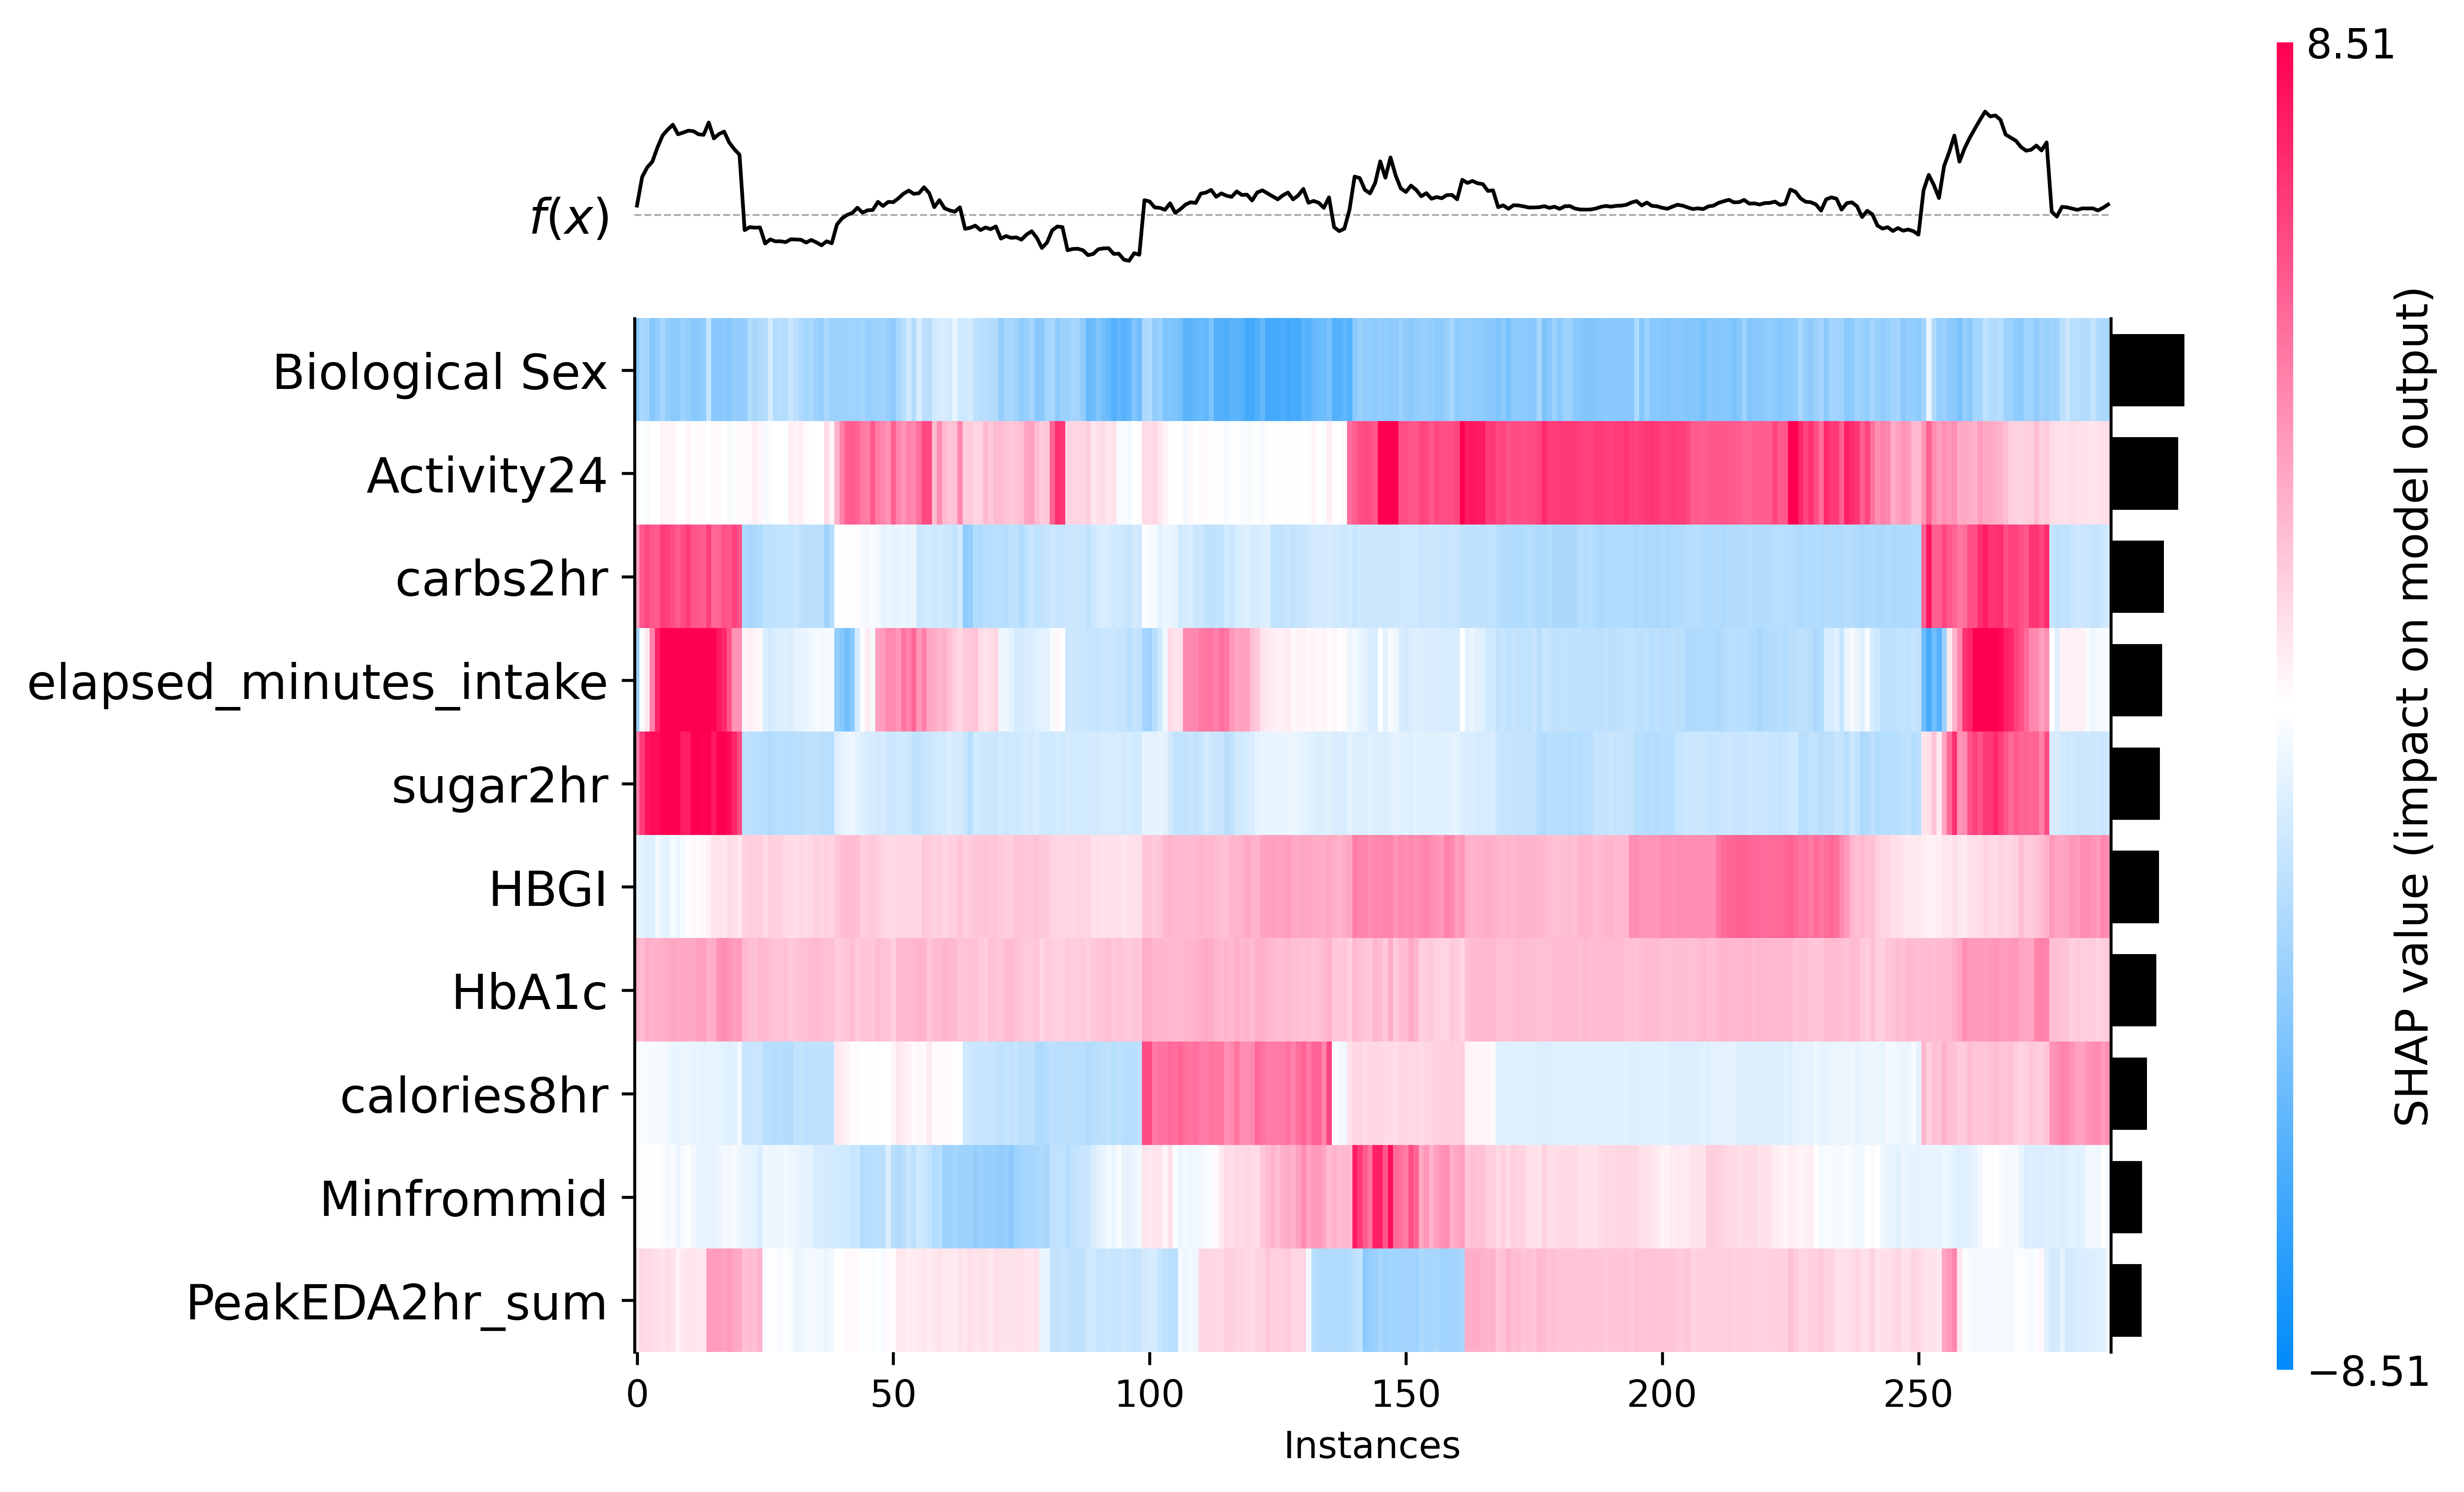 8.51
f(x)
Biological Sex
Activity24
carbs2hr
elapsed_minutes_intake
sugar2hr
HBGI
HbA1c
calories8hr
Minfrommid
PeakEDA2hr_sum
0 50 100 150 200 250
Instances
SHAP value (impact on model output)
−8.51